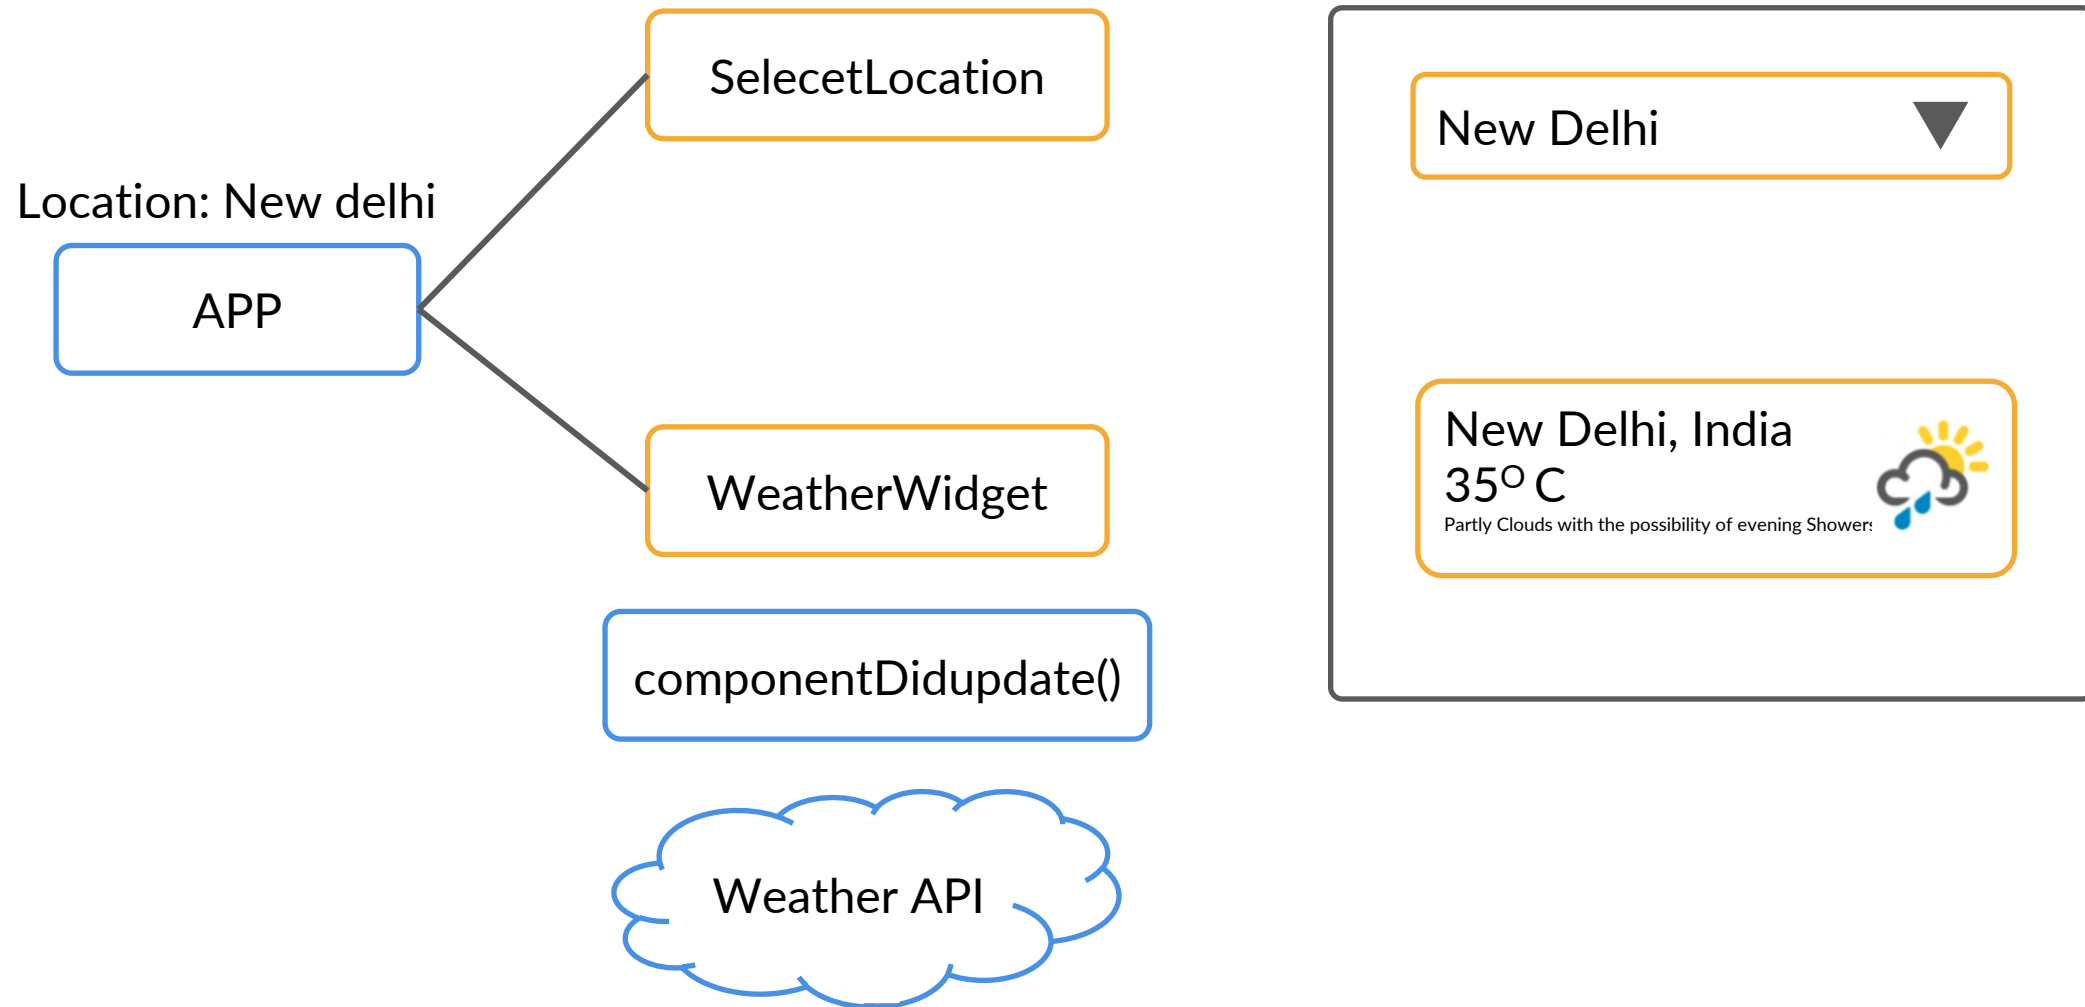 SelecetLocation
Location: New delhi
APP
WeatherWidget
componentDidupdate()
Weather API
New Delhi
New Delhi, India
35° C
Partly Clouds with the possibility of evening Showers